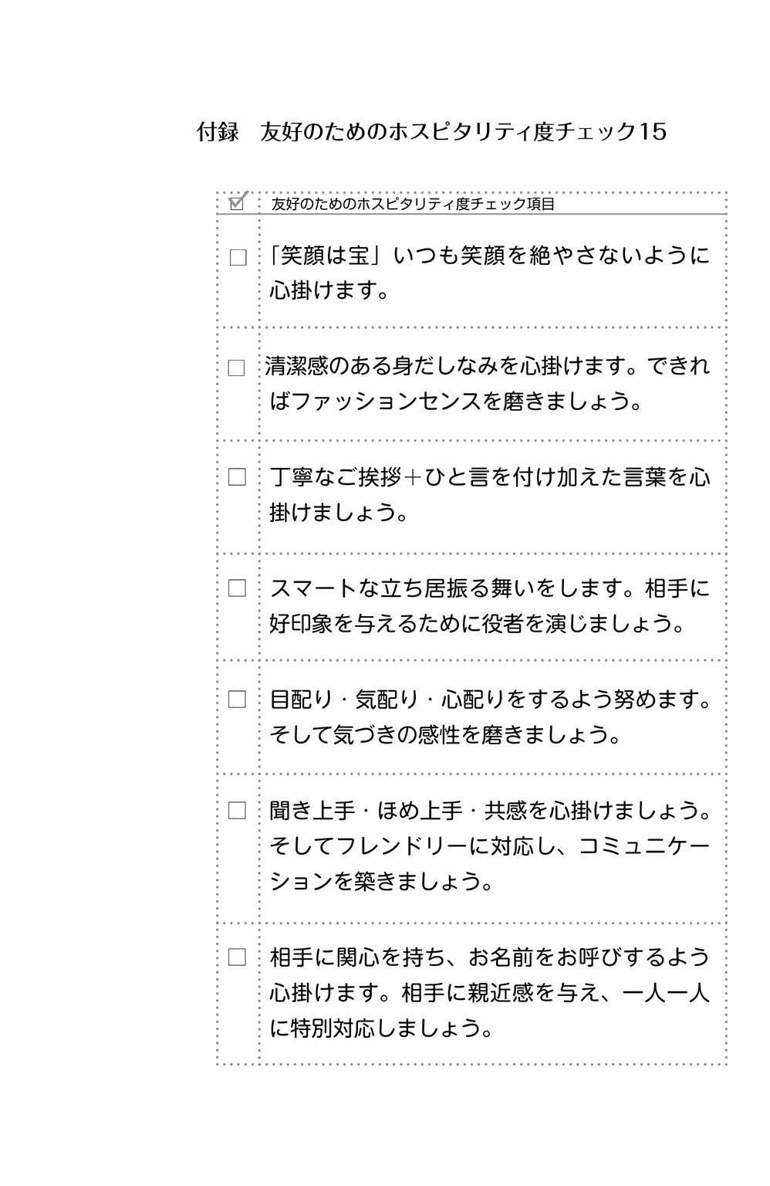 付録　友好のためのホスピタリティ度チェック15
友好のためのホスピタリティ度チェック項目
「笑顔は宝」いつも笑顔を絶やさないように
心掛けます。
清潔感のある身だしなみを心掛けます。できれ
ばファッションセンスを磨きましょう。
丁寧なご挨拶＋ひと言を付け加えた言葉を心
掛けましょう。
スマートな立ち居振る舞いをします。相手に
好印象を与えるために役者を演じましょう。
目配り・気配り・心配りをするよう努めます。
そして気づきの感性を磨きましょう。
聞き上手・ほめ上手・共感を心掛けましょう。
そしてフレンドリーに対応し、コミュニケー
ションを築きましょう。
相手に関心を持ち、お名前をお呼びするよう
心掛けます。相手に親近感を与え、一人一人
に特別対応しましょう。